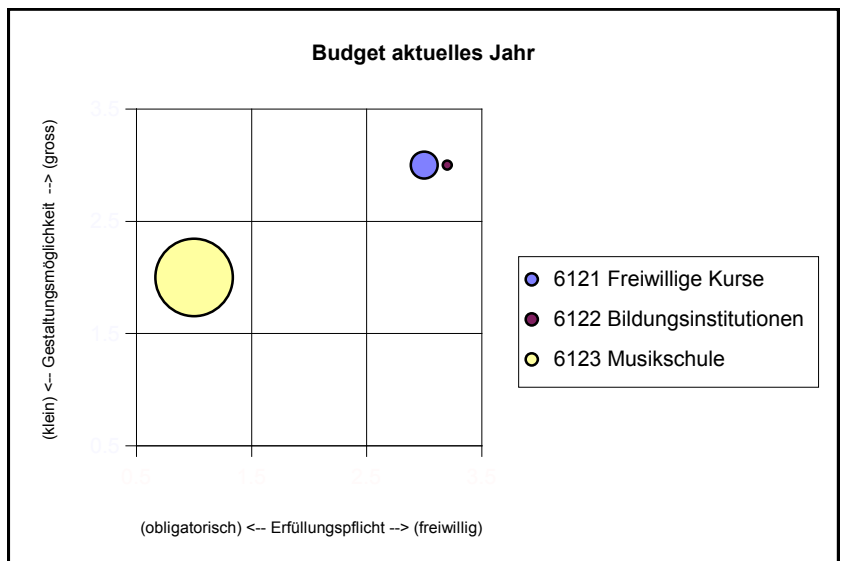 Budget aktuelles Jahr
(klein) <-- Gestaltungsmöglichkeit --> (gross)
3.5
2.5
1.5
0.5
0.5 1.5 2.5 3.5
(obligatorisch) <-- Erfüllungspflicht --> (freiwillig)
6121 Freiwillige Kurse
6122 Bildungsinstitutionen
6123 Musikschule